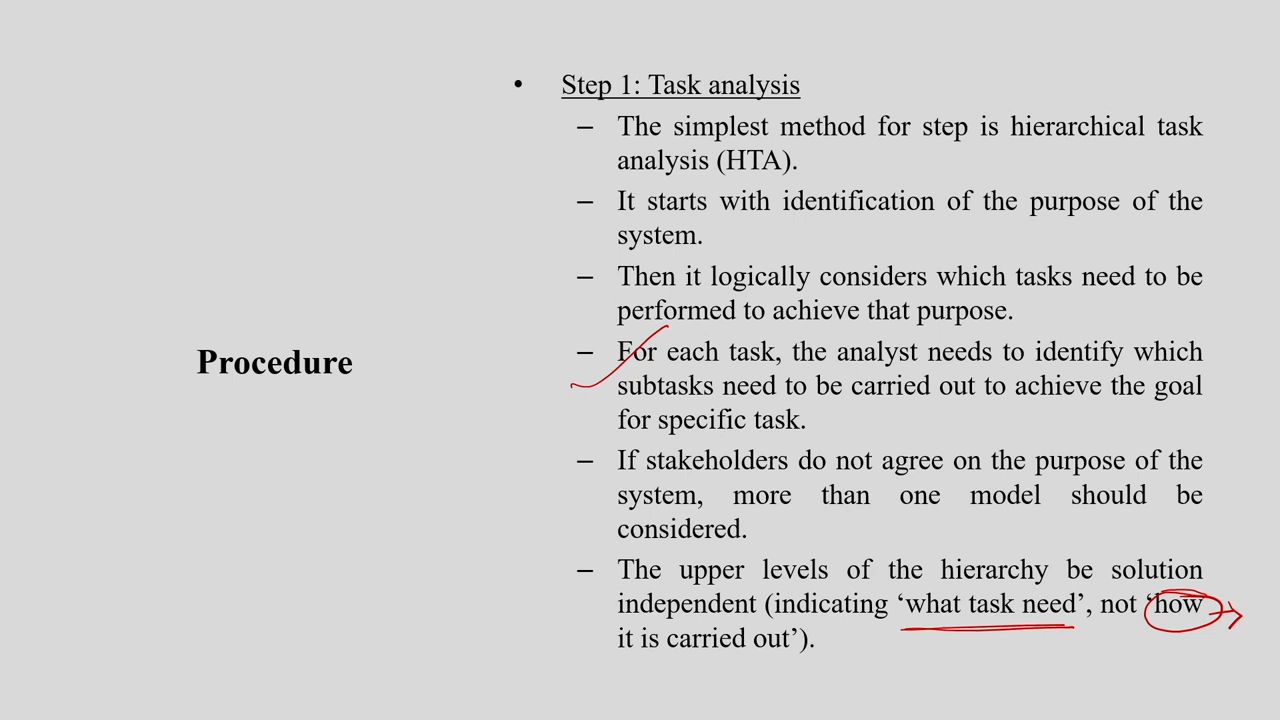 Procedure
• Step 1: Task analysis
– The simplest method for step is hierarchical task
analysis (HTA).
– It starts with identification of the purpose of the
system.
– Then it logically considers which tasks need to be
performed to achieve that purpose.
– For each task, the analyst needs to identify which
subtasks need to be carried out to achieve the goal
for specific task.
– If stakeholders do not agree on the purpose of the
system, more than one model should be
considered.
– The upper levels of the hierarchy be solution
independent (indicating ‘what task need’, not ‘how
it is carried out’).